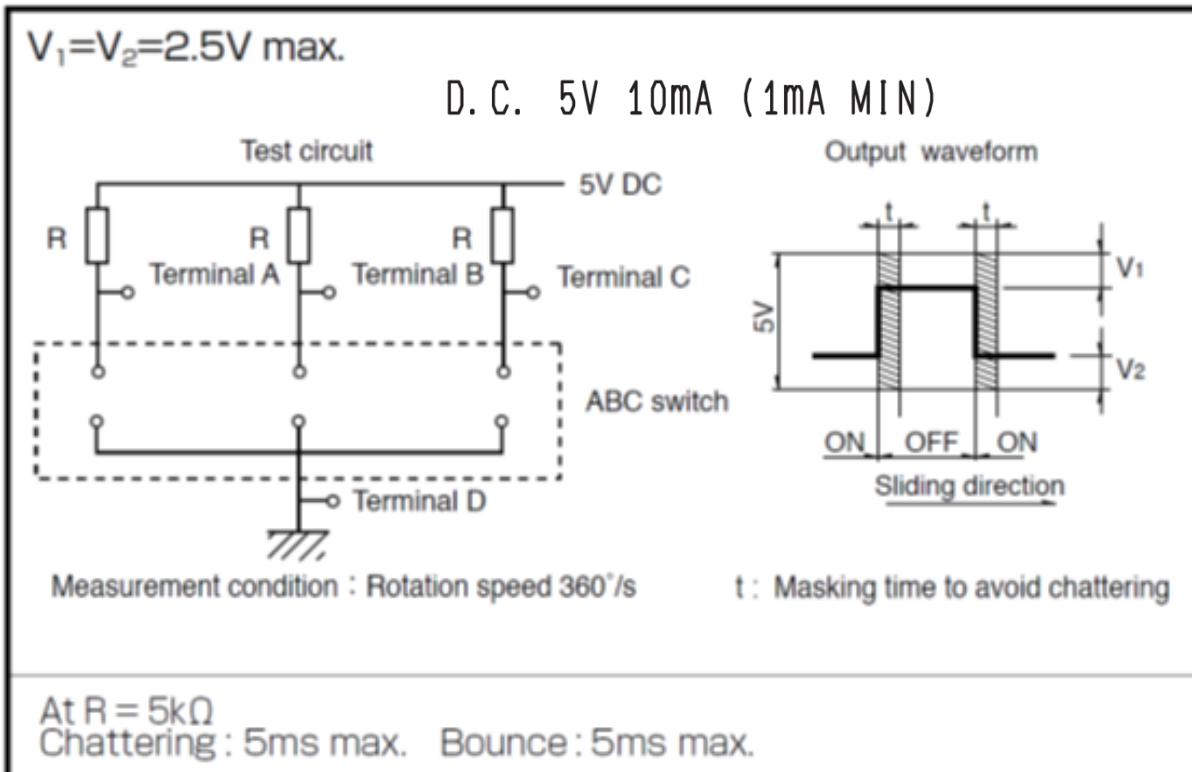 V₁=V₂=2.5V max.
D.C. 5V 10mA (1mA MIN)
Test circuit
Output waveform
5V DC
R
R
R
Terminal A
Terminal B
Terminal C
ABC switch
Terminal D
t
t
V1
5V
V2
ON
OFF
ON
Sliding direction
Measurement condition : Rotation speed 360°/s
t : Masking time to avoid chattering
At R = 5kΩ
Chattering : 5ms max. Bounce : 5ms max.